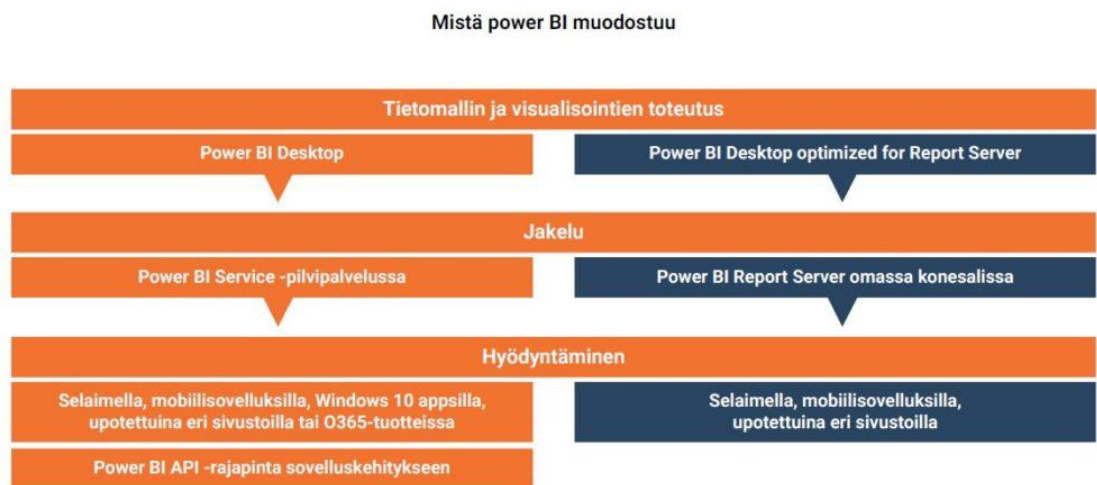 Mistä power BI muodostuu
Tietomallin ja visualisointien toteutus
Power BI Desktop
Power BI Desktop optimized for Report Server
Jakelu
Power BI Service -pilvipalvelussa
Power BI Report Server omassa konesalissa
Hyödyntäminen
Selaimella, mobiilisovelluksilla, Windows 10 appsilla,
upotettuina eri sivustoilla tai O365-tuotteissa
Selaimella, mobiilisovelluksilla,
upotettuina eri sivustoilla
Power BI API -rajapinta sovelluskehitykseen